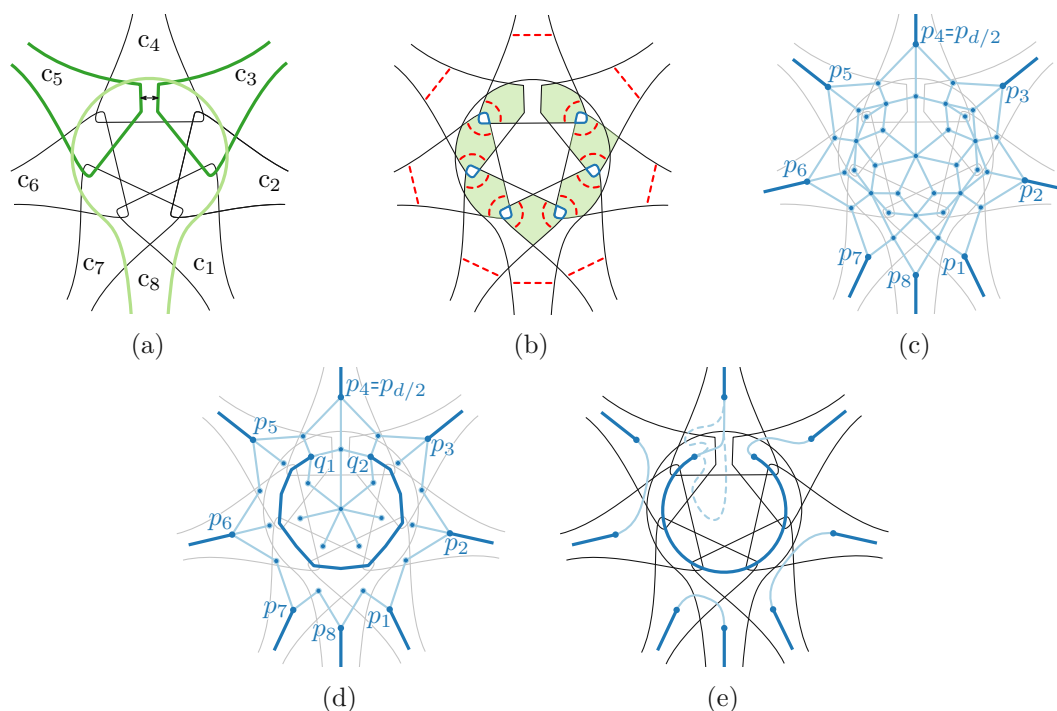 c4
c5
c3
c6
c2
c7
c1
c8
(a)
(b)
p4=pd/2
p5
p3
p6
p2
p7
p1
p8
(c)
p4=pd/2
p5
p3
q1
q2
p6
p2
p7
p1
p8
(d)
(e)